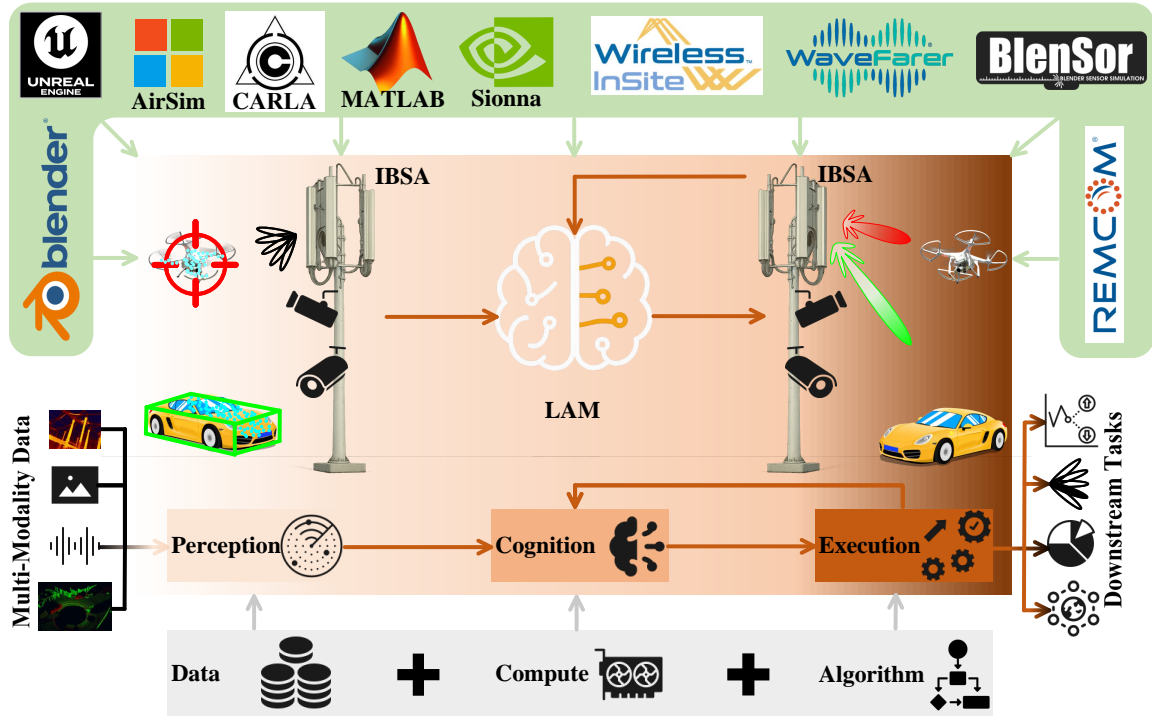 UNREAL
ENGINE
AirSim
CARLA
MATLAB
Sionna
Wireless™
InSite
WaveFarer
BlenSor
BLENDER SENSOR SIMULATION
blender®
REMCOM®
IBSA
IBSA
LAM
Multi-Modality Data
Downstream Tasks
Perception
Cognition
Execution
Data
Compute
Algorithm